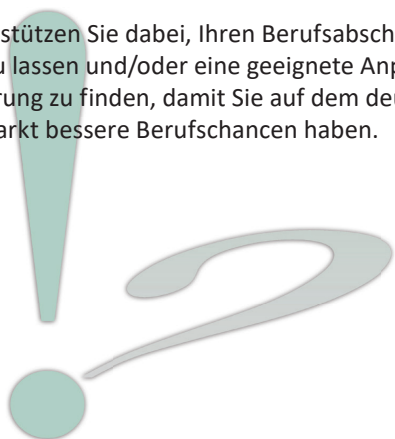 stützen Sie dabei, Ihren Berufsabsch
u lassen und/oder eine geeignete Anp
rung zu finden, damit Sie auf dem deu
arkt bessere Berufschancen haben.